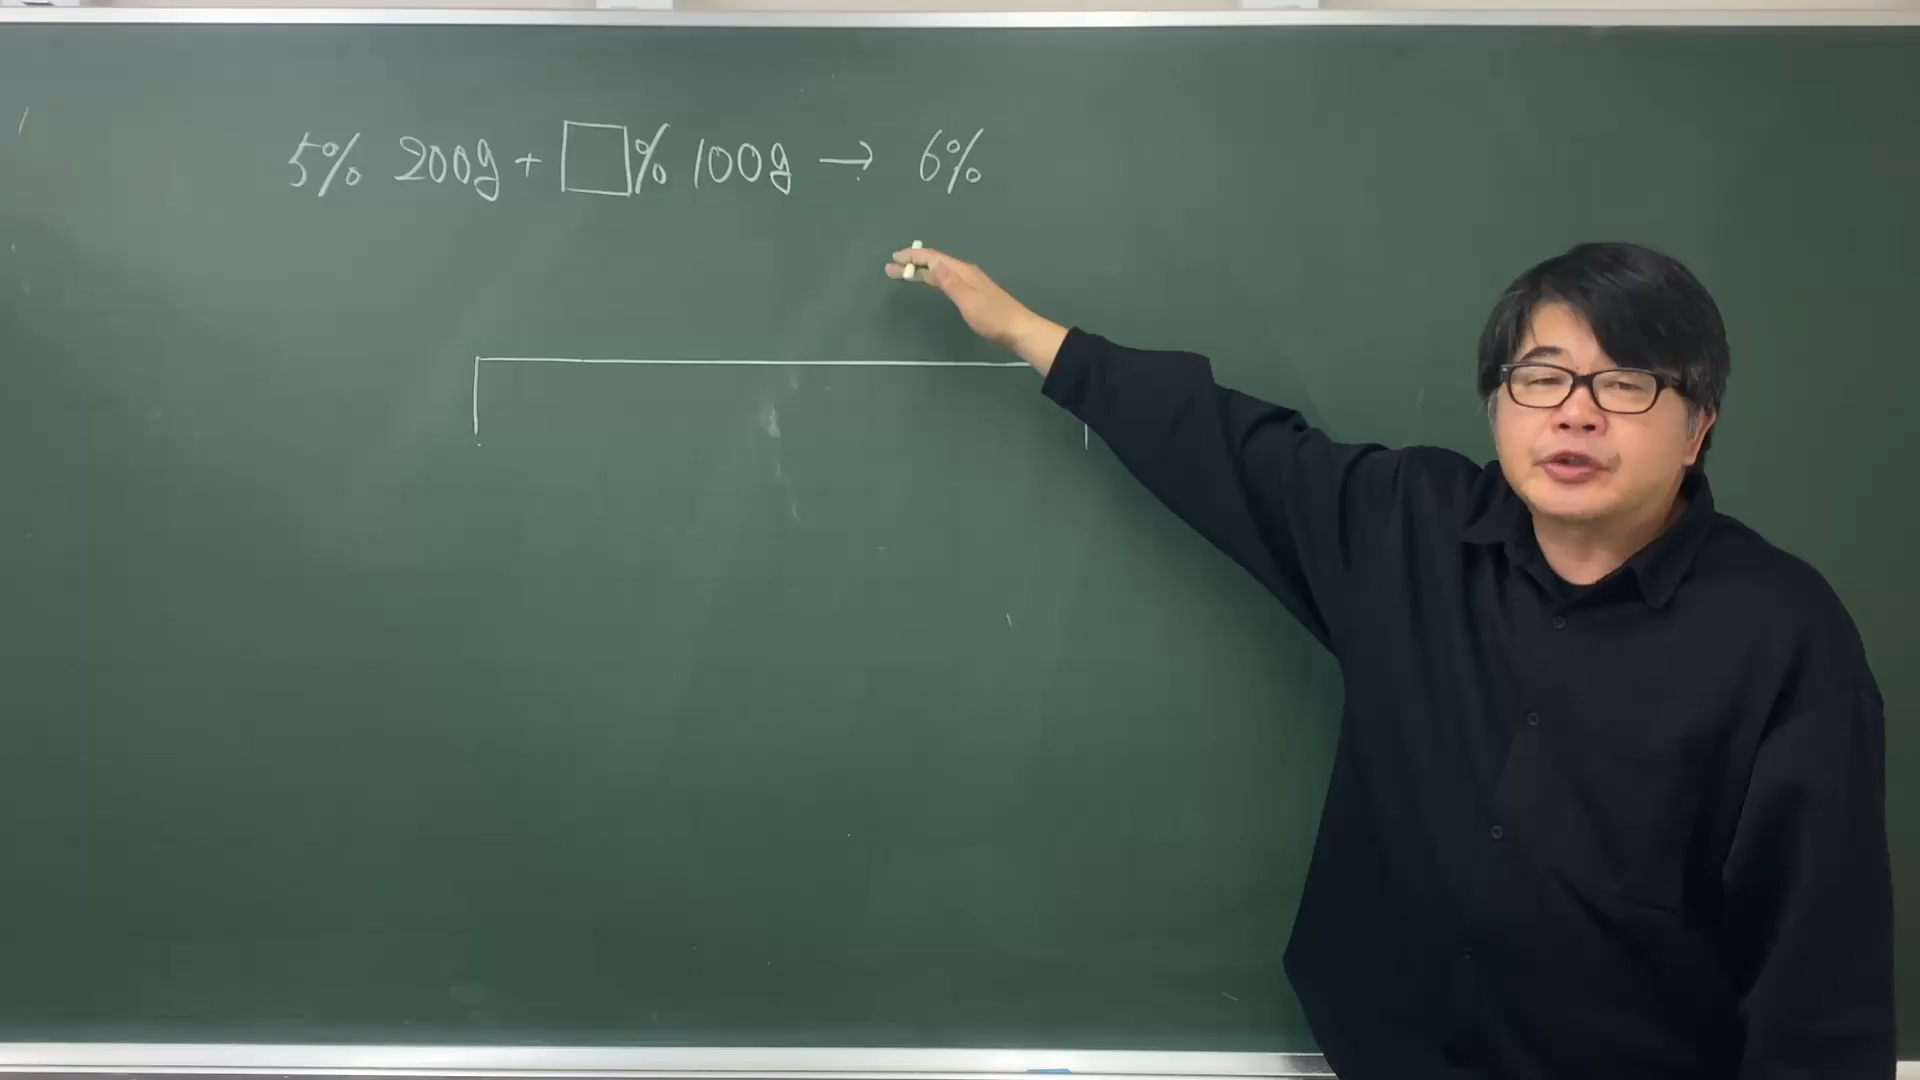 5% 200g + □% 100g → 6%